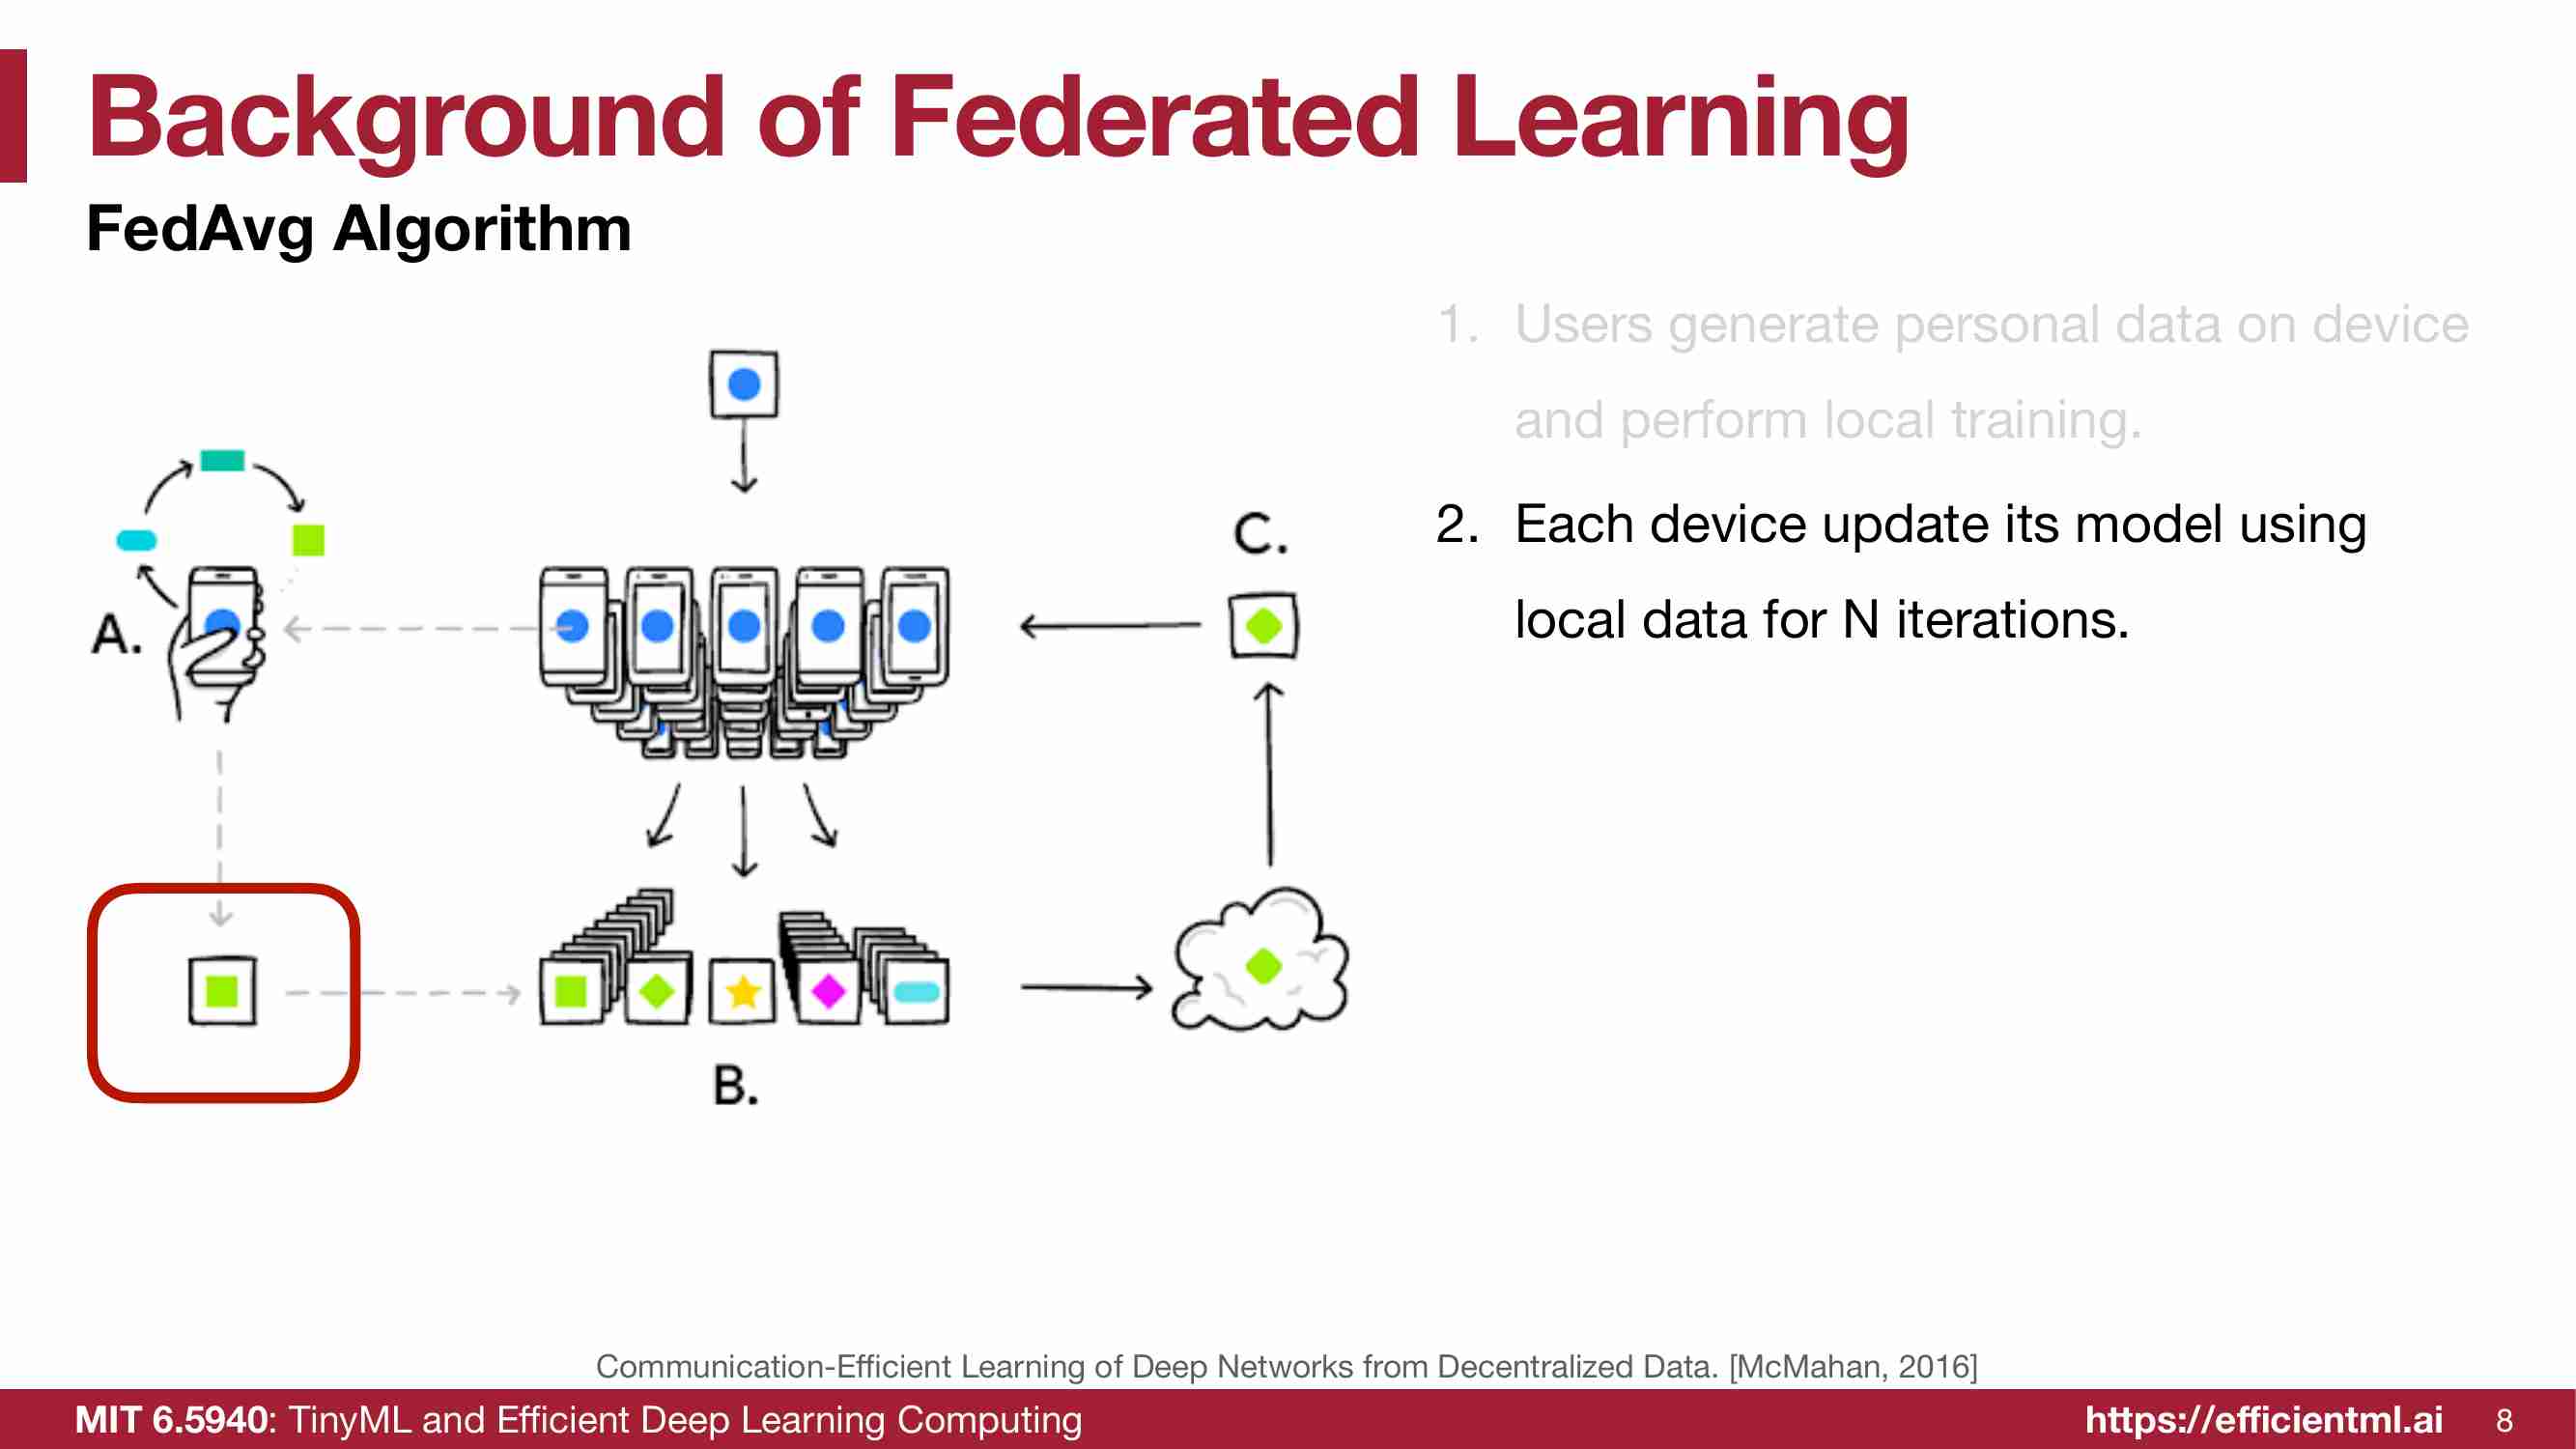 Background of Federated Learning
FedAvg Algorithm
1. Users generate personal data on device
and perform local training.
2. Each device update its model using
local data for N iterations.
A.
C.
B.
Communication-Efficient Learning of Deep Networks from Decentralized Data. [McMahan, 2016]
MIT 6.5940: TinyML and Efficient Deep Learning Computing
https://efficientml.ai
8